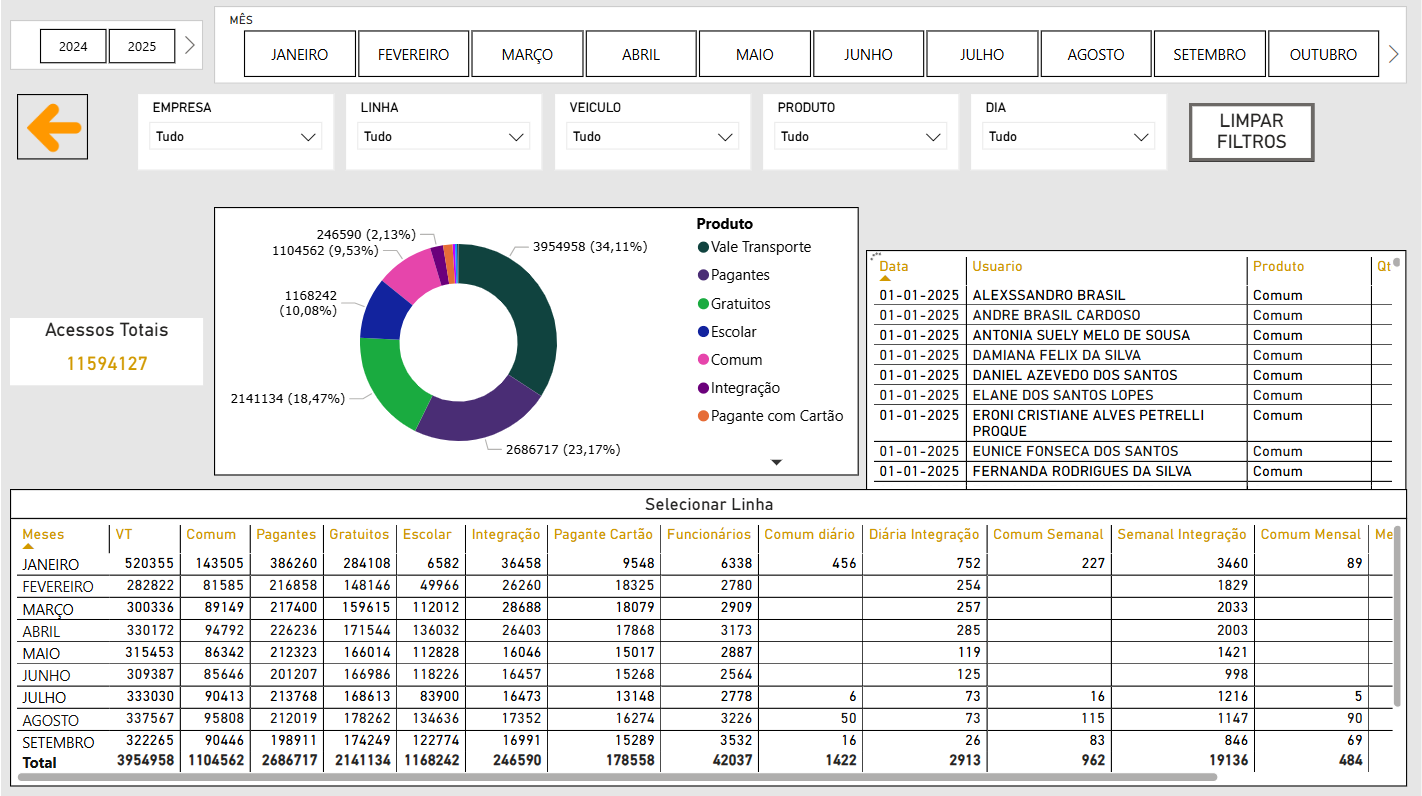 2024 2025
MÊS
JANEIRO FEVEREIRO MARÇO ABRIL MAIO JUNHO JULHO AGOSTO SETEMBRO OUTUBRO
EMPRESA LINHA VEICULO PRODUTO DIA
Tudo Tudo Tudo Tudo Tudo
LIMPAR
FILTROS
Acessos Totais
11594127
246590 (2,13%)
1104562 (9,53%)
1168242
(10,08%)
2141134 (18,47%)
3954958 (34,11%)
2686717 (23,17%)
Produto
Vale Transporte
Pagantes
Gratuitos
Escolar
Comum
Integração
Pagante com Cartão
Data Usuario Produto Qt
01-01-2025 ALEXSSANDRO BRASIL Comum
01-01-2025 ANDRE BRASIL CARDOSO Comum
01-01-2025 ANTONIA SUELY MELO DE SOUSA Comum
01-01-2025 DAMIANA FELIX DA SILVA Comum
01-01-2025 DANIEL AZEVEDO DOS SANTOS Comum
01-01-2025 ELANE DOS SANTOS LOPES Comum
01-01-2025 ERONI CRISTIANE ALVES PETRELLI Comum
PROQUE
01-01-2025 EUNICE FONSECA DOS SANTOS Comum
01-01-2025 FERNANDA RODRIGUES DA SILVA Comum
Selecionar Linha
Meses VT Comum Pagantes Gratuitos Escolar Integração Pagante Cartão Funcionários Comum diário Diária Integração Comum Semanal Semanal Integração Comum Mensal Me
JANEIRO 520355 143505 386260 284108 6582 36458 9548 6338 456 752 227 3460 89
FEVEREIRO 282822 81585 216858 148146 49966 26260 18325 2780 254 1829
MARÇO 300336 89149 217400 159615 112012 28688 18079 2909 257 2033
ABRIL 330172 94792 226236 171544 136032 26403 17868 3173 285 2003
MAIO 315453 86342 212323 166014 112828 16046 15017 2887 119 1421
JUNHO 309387 85646 201207 166986 118226 16457 15268 2564 125 998
JULHO 333030 90413 213768 168613 83900 16473 13148 2778 6 73 16 1216 5
AGOSTO 337567 95808 212019 178262 134636 17352 16274 3226 50 73 115 1147 90
SETEMBRO 322265 90446 198911 174249 122774 16991 15289 3532 16 26 83 846 69
Total 3954958 1104562 2686717 2141134 1168242 246590 178558 42037 1422 2913 962 19136 484